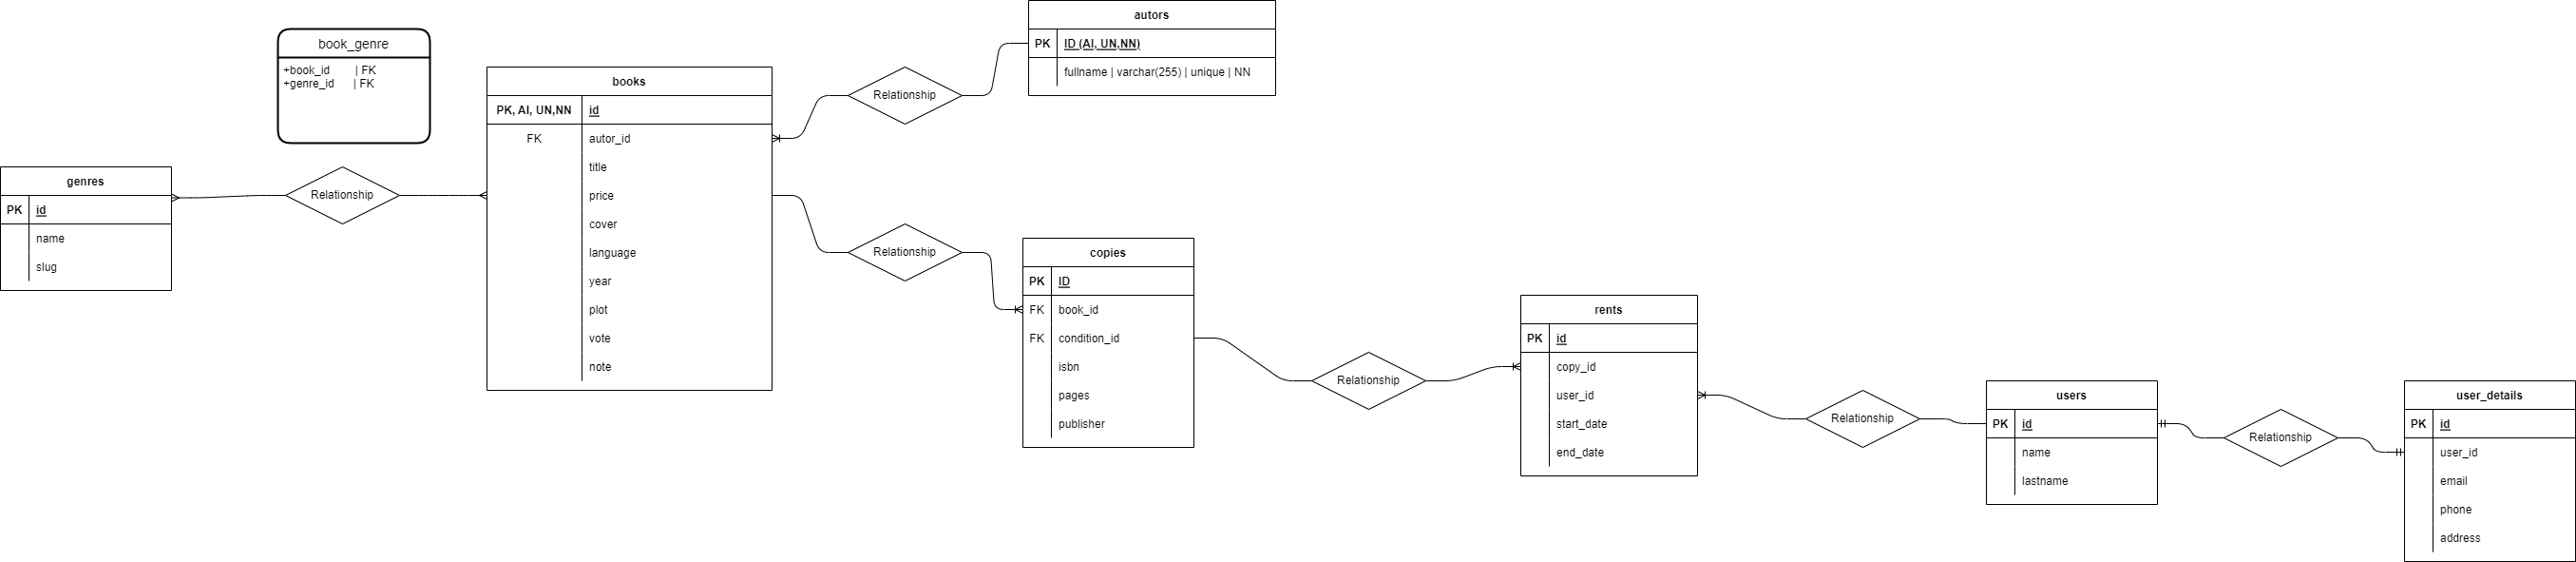 book_genre
+book_id | FK
+genre_id | FK
genres
PK id
name
slug
Relationship
books
PK, AI, UN,NN id
FK autor_id
title
price
cover
language
year
plot
vote
note
Relationship
autors
PK ID (AI, UN,NN)
fullname | varchar(255) | unique | NN
Relationship
copies
PK ID
FK book_id
FK condition_id
isbn
pages
publisher
Relationship
rents
PK id
copy_id
user_id
start_date
end_date
Relationship
users
PK id
name
lastname
Relationship
user_details
PK id
user_id
email
phone
address